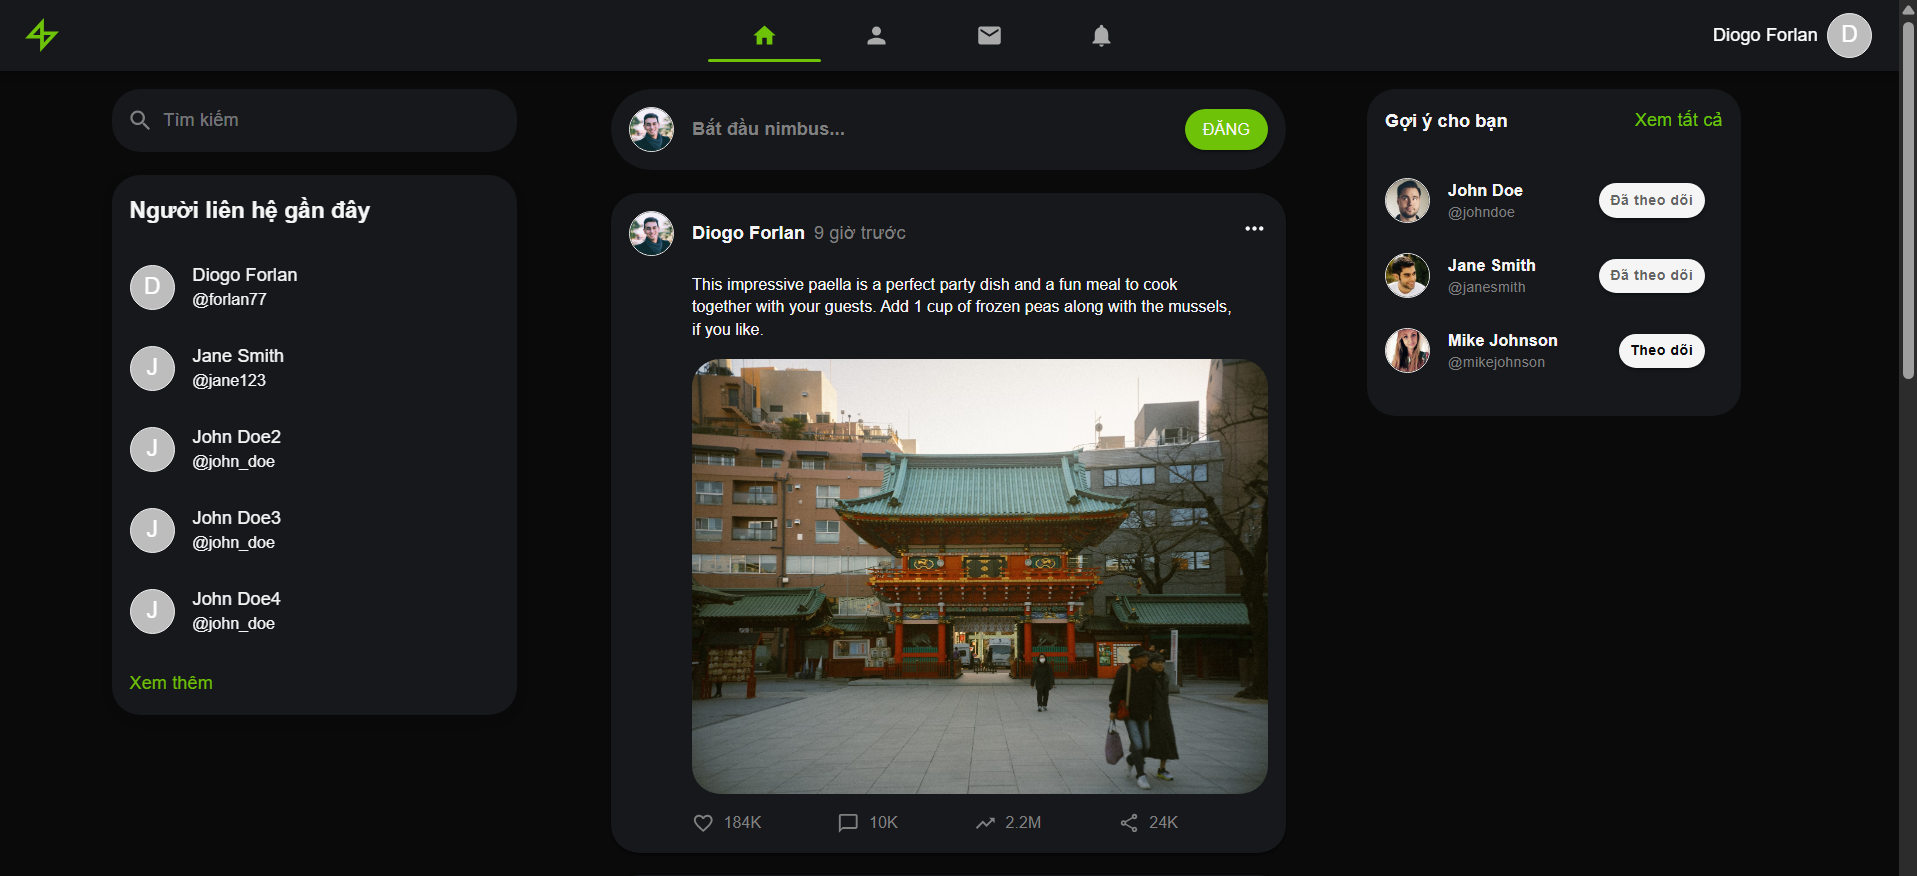 Diogo Forlan
D
Tìm kiếm
Người liên hệ gần đây
D
Diogo Forlan
@forlan77
J
Jane Smith
@jane123
J
John Doe2
@john_doe
J
John Doe3
@john_doe
J
John Doe4
@john_doe
Xem thêm
Bắt đầu nimbus...
ĐĂNG
Diogo Forlan 9 giờ trước
This impressive paella is a perfect party dish and a fun meal to cook
together with your guests. Add 1 cup of frozen peas along with the mussels,
if you like.
184K
10K
2.2M
24K
Gợi ý cho bạn
Xem tất cả
John Doe
@johndoe
Đã theo dõi
Jane Smith
@janesmith
Đã theo dõi
Mike Johnson
@mikejohnson
Theo dõi